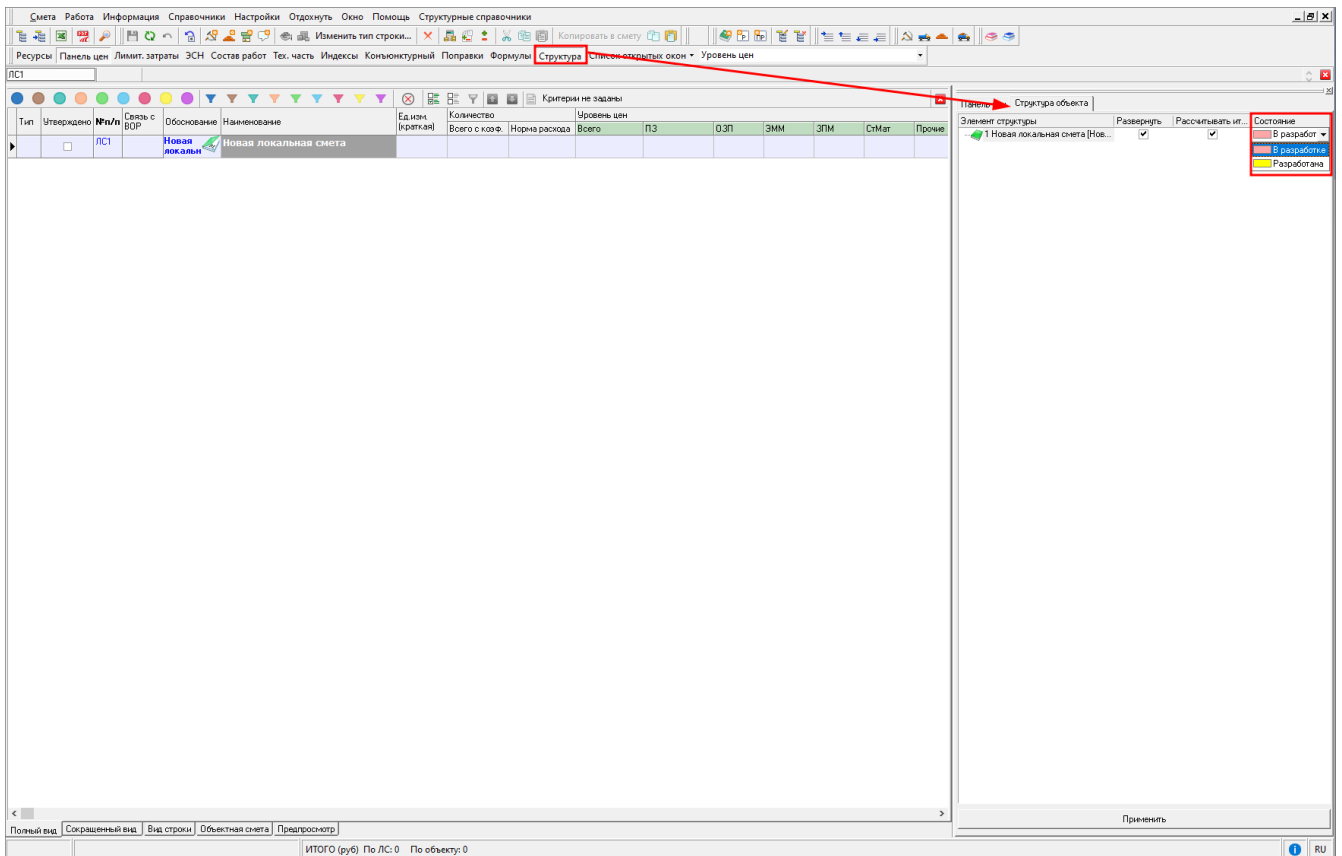 Смета Работа Информация Справочники Настройки Отдохнуть Окно Помощь Структурные справочники
Изменить тип строки... Копировать в смету
Ресурсы Панель цен Лимит. затраты ЭСН Состав работ Тех. часть Индексы Конъюнктурный Поправки Формулы Структура Список открытых окон Уровень цен
ЛС1
Критерии не заданы
Панель Структура объекта
Тип Утверждено №п/п Связь с ВОР Обоснование Наименование Ед.изм. (краткая) Количество Уровень цен
Всего с коэф. Норма расхода Всего ПЗ ОЗП ЭММ ЗПМ СтМат Прочие
Элемент структуры Развернуть Рассчитывать ит... Состояние
ЛС1 Новая локальн Новая локальная смета
1 Новая локальная смета [Нов... В разработ
В разработке
Разработана
Применить
Полный вид Сокращенный вид Вид строки Объектная смета Предпросмотр
ИТОГО (руб) По ЛС: 0 По объекту: 0
RU